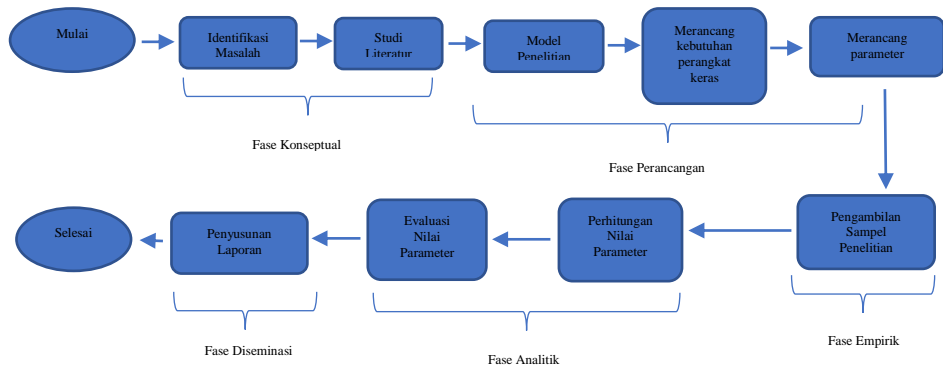 Mulai
Identifikasi
Masalah
Studi
Literatur
Model
Penelitian
Merancang
kebutuhan
perangkat
keras
Merancang
parameter
Fase Konseptual
Fase Perancangan
Pengambilan
Sampel
Penelitian
Perhitungan
Nilai
Parameter
Evaluasi
Nilai
Parameter
Penyusunan
Laporan
Selesai
Fase Empirik
Fase Analitik
Fase Diseminasi